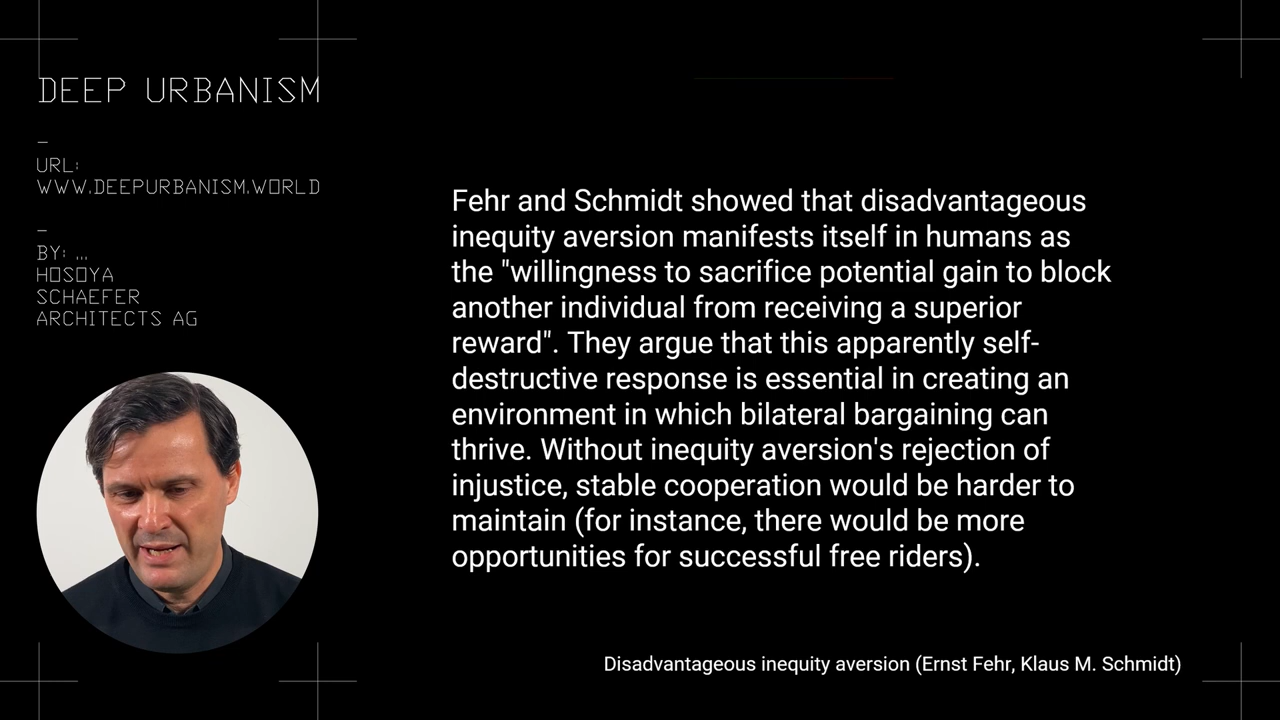 DEEP URBANISM
–
URL:
WWW.DEEPURBANISM.WORLD
–
BY: ...
HOSOYA
SCHAEFER
ARCHITECTS AG
Fehr and Schmidt showed that disadvantageous
inequity aversion manifests itself in humans as
the "willingness to sacrifice potential gain to block
another individual from receiving a superior
reward". They argue that this apparently self-
destructive response is essential in creating an
environment in which bilateral bargaining can
thrive. Without inequity aversion's rejection of
injustice, stable cooperation would be harder to
maintain (for instance, there would be more
opportunities for successful free riders).
Disadvantageous inequity aversion (Ernst Fehr, Klaus M. Schmidt)